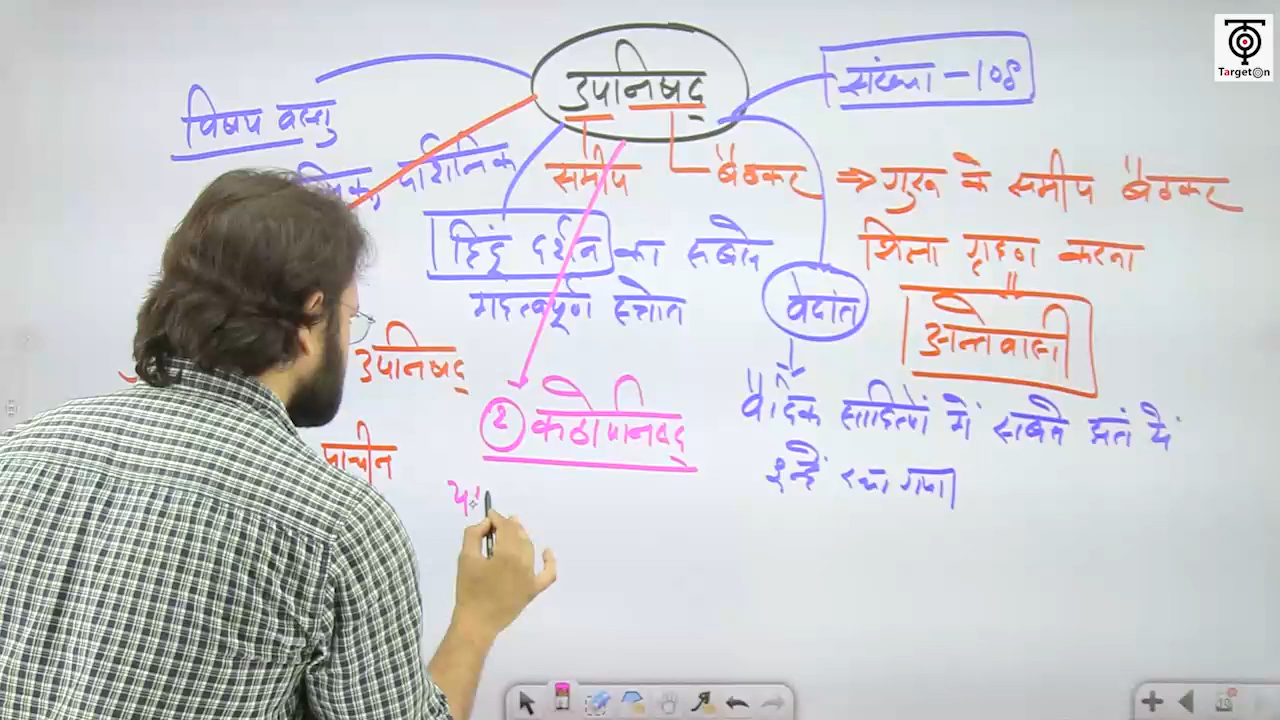 Target On
उपनिषद्
संख्या - 108
विषय वस्तु
दार्शनिक
समीप
बैठकर ⇒ गुरु के समीप बैठकर
शिक्षा ग्रहण करना
॥
अन्तेवासी
हिंदू दर्शन का सबसे
महत्वपूर्ण स्त्रोत
वेदांत
उपनिषद्
प्राचीन
2 कठोपनिषद्
वैदिक साहित्यों में सबसे अंत में
इन्हें रखा गया